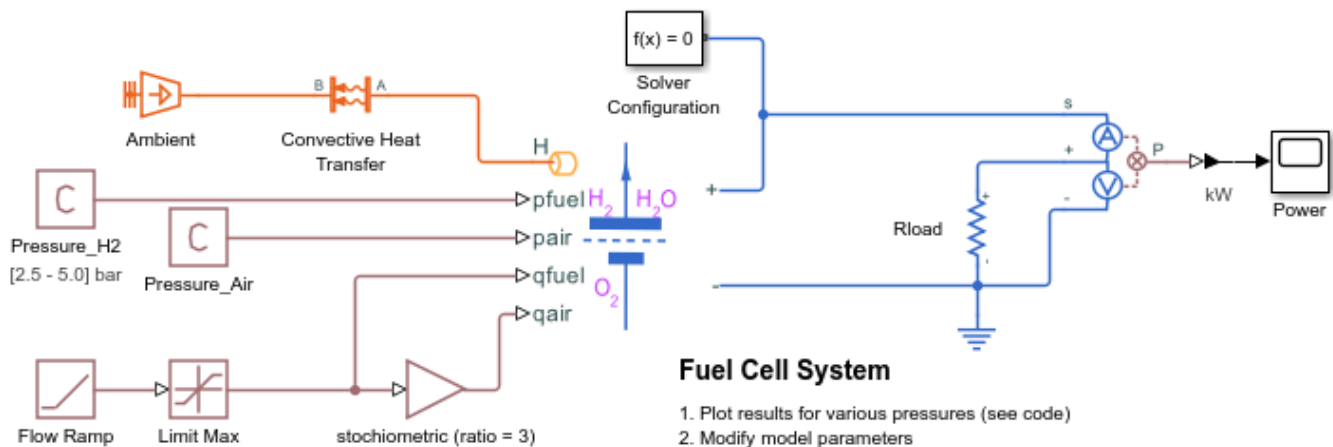 f(x) = 0
Solver
Configuration
B
A
Ambient
Convective Heat
Transfer
H
s
A
+
P
V
-
kW
Power
C
Pressure_H2
[2.5 - 5.0] bar
C
Pressure_Air
pfuel
pair
qfuel
qair
H2
H2O
O2
+
-
+
Rload
-
Flow Ramp
Limit Max
stochiometric (ratio = 3)
Fuel Cell System
1. Plot results for various pressures (see code)
2. Modify model parameters